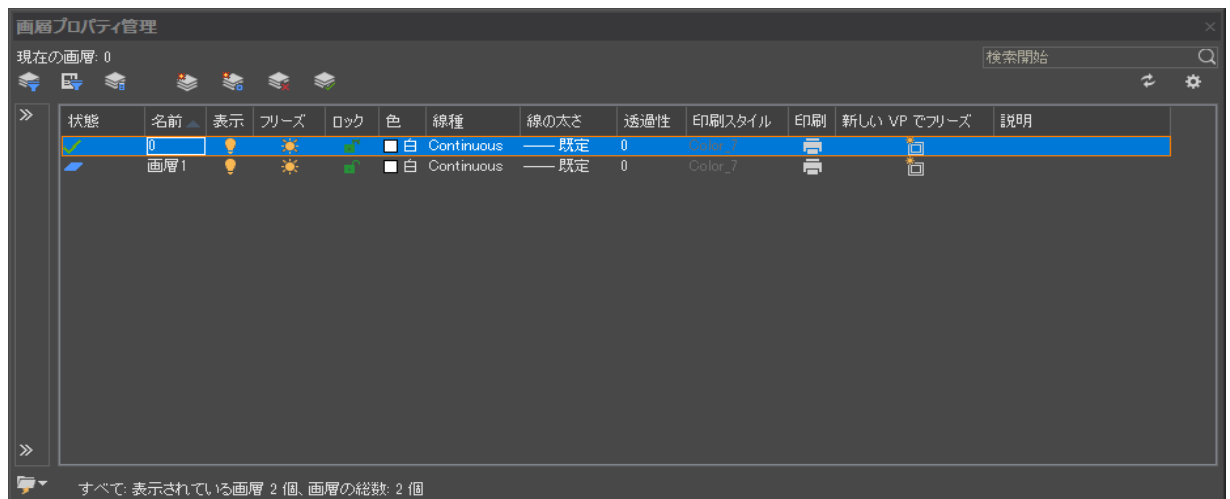 画層プロパティ管理
現在の画層: 0
検索開始
状態 名前 表示 フリーズ ロック 色 線種 線の太さ 透過性 印刷スタイル 印刷 新しい VP でフリーズ 説明
0 白 Continuous 既定 0 Color_7
画層1 白 Continuous 既定 0 Color_7
すべて: 表示されている画層 2 個、画層の総数: 2 個